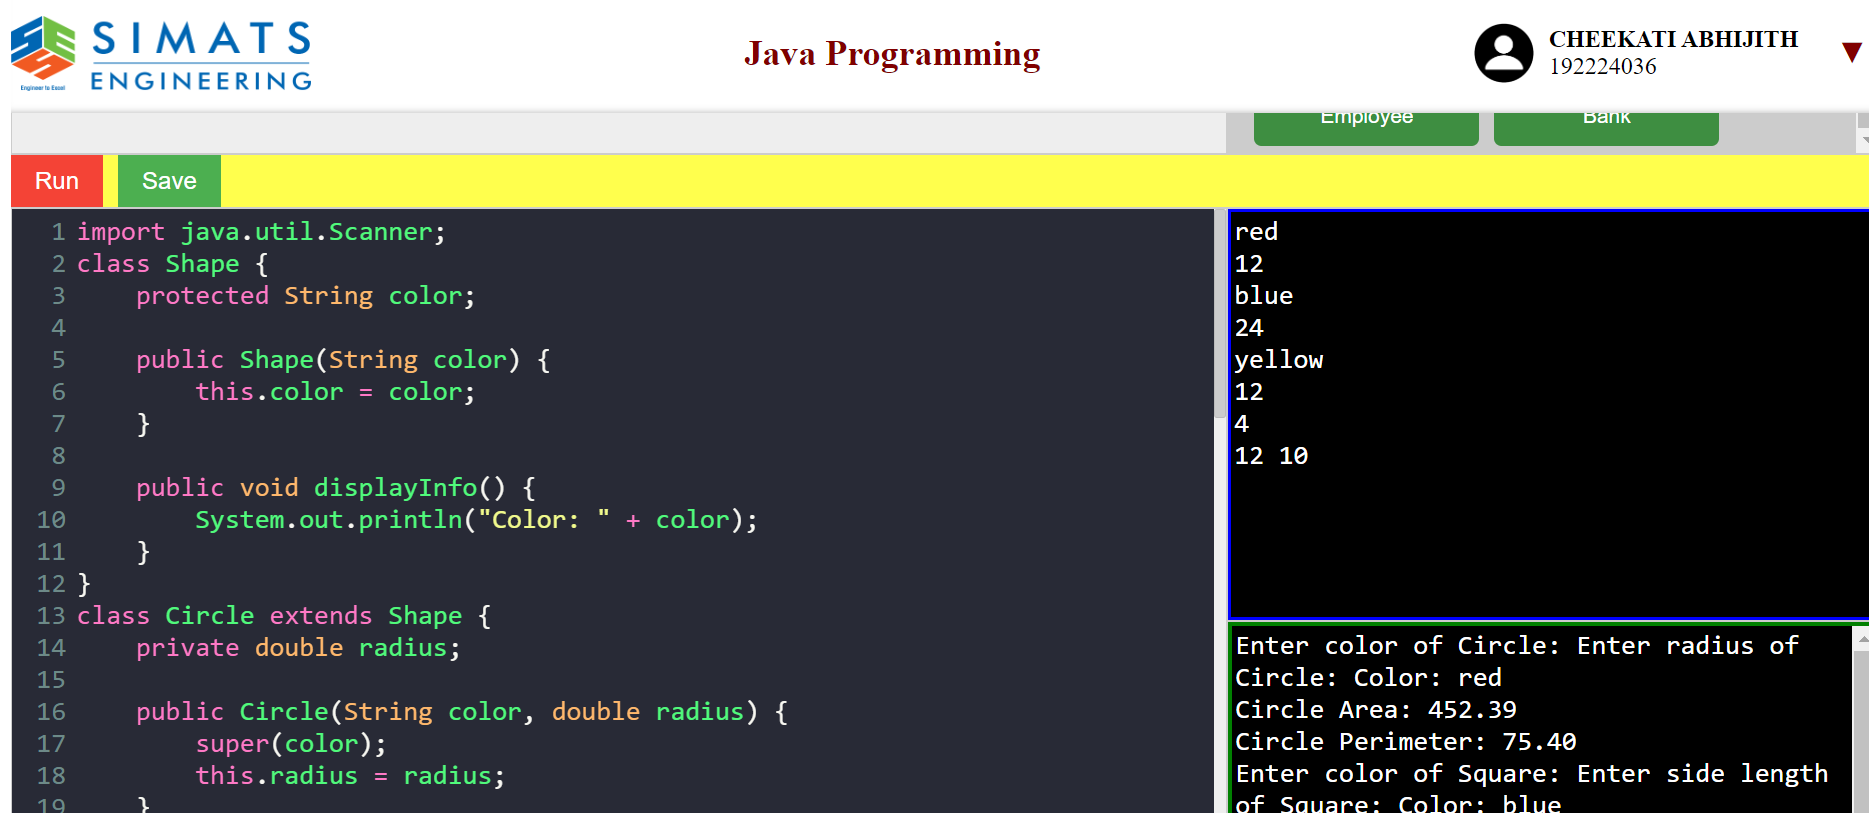 SIMATS
ENGINEERING
Engineer to Excel
Java Programming
CHEEKATI ABHIJITH
192224036
▼
Employee
Bank
Run
Save
1 import java.util.Scanner;
2 class Shape {
3     protected String color;
4
5     public Shape(String color) {
6         this.color = color;
7     }
8
9     public void displayInfo() {
10         System.out.println("Color: " + color);
11     }
12 }
13 class Circle extends Shape {
14     private double radius;
15
16     public Circle(String color, double radius) {
17         super(color);
18         this.radius = radius;
19     }
red
12
blue
24
yellow
12
4
12 10
Enter color of Circle: Enter radius of
Circle: Color: red
Circle Area: 452.39
Circle Perimeter: 75.40
Enter color of Square: Enter side length
of Square: Color: blue